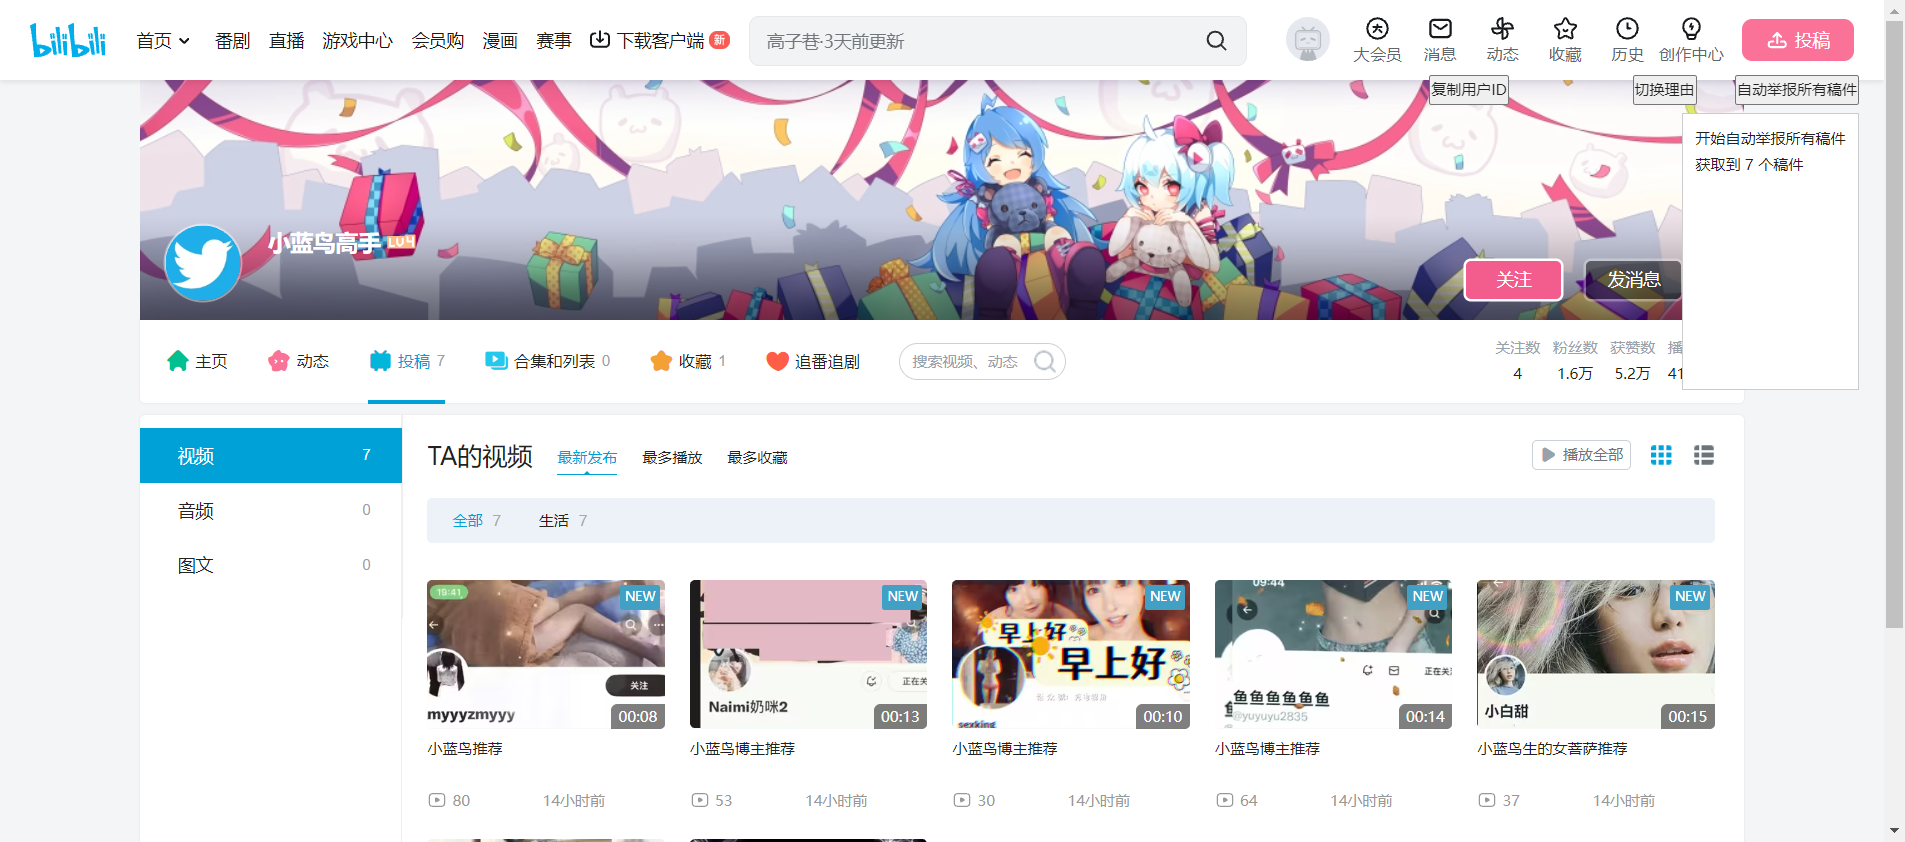 bilibili
首页 番剧 直播 游戏中心 会员购 漫画 赛事 下载客户端 新
高子巷·3天前更新
大会员 消息 动态 收藏 历史 创作中心 投稿
复制用户ID 切换理由 自动举报所有稿件
开始自动举报所有稿件
获取到 7 个稿件
小蓝鸟高手 LV4
关注 发消息
主页 动态 投稿 7 合集和列表 0 收藏 1 追番追剧 搜索视频、动态
关注数 粉丝数 获赞数 播
4 1.6万 5.2万 41
视频 7
音频 0
图文 0
TA的视频 最新发布 最多播放 最多收藏 播放全部
全部 7 生活 7
19:41 NEW
关注
myyyzmyyy 00:08
小蓝鸟推荐
80 14小时前
NEW
正在关
Naimi奶咪2 00:13
小蓝鸟博主推荐
53 14小时前
NEW
早上好
早上好
sexking 00:10
小蓝鸟博主推荐
30 14小时前
09:44 NEW
正在关
鱼鱼鱼鱼鱼鱼
@yuyuyu2835 00:14
小蓝鸟博主推荐
64 14小时前
NEW
小白甜 00:15
小蓝鸟生的女菩萨推荐
37 14小时前